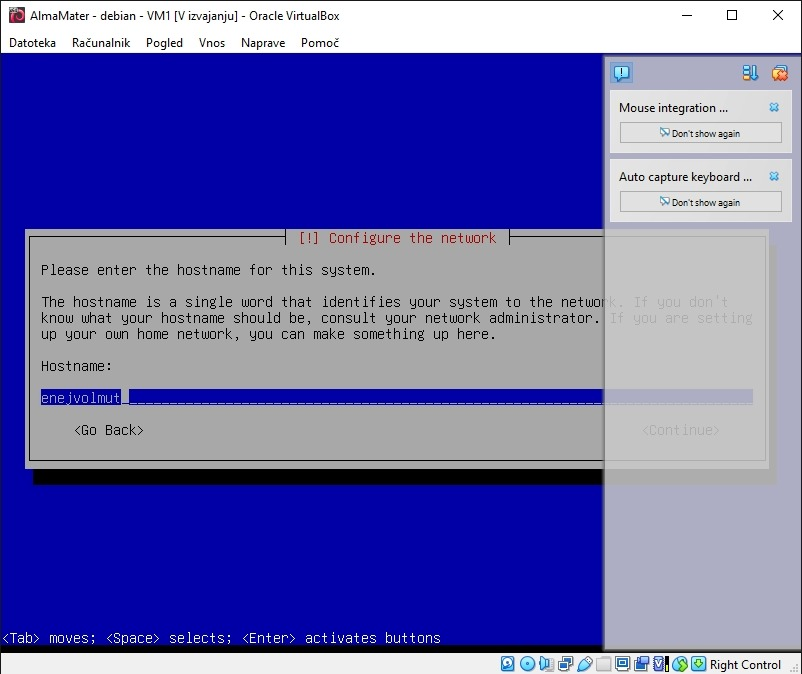 AlmaMater - debian - VM1 [V izvajanju] - Oracle VirtualBox
Datoteka Računalnik Pogled Vnos Naprave Pomoč
Mouse integration ...
Don't show again
Auto capture keyboard ...
Don't show again
[!] Configure the network
Please enter the hostname for this system.
The hostname is a single word that identifies your system to the network. If you don't
know what your hostname should be, consult your network administrator. If you are setting
up your own home network, you can make something up here.
Hostname:
enejvolmut
<Go Back> <Continue>
<Tab> moves; <Space> selects; <Enter> activates buttons
Right Control